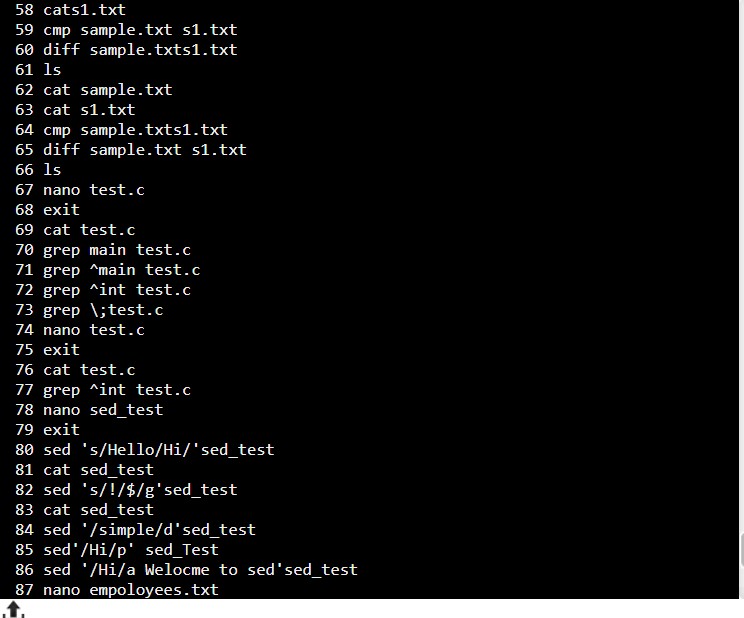 58 cats1.txt
59 cmp sample.txt s1.txt
60 diff sample.txts1.txt
61 ls
62 cat sample.txt
63 cat s1.txt
64 cmp sample.txts1.txt
65 diff sample.txt s1.txt
66 ls
67 nano test.c
68 exit
69 cat test.c
70 grep main test.c
71 grep ^main test.c
72 grep ^int test.c
73 grep \;test.c
74 nano test.c
75 exit
76 cat test.c
77 grep ^int test.c
78 nano sed_test
79 exit
80 sed 's/Hello/Hi/'sed_test
81 cat sed_test
82 sed 's/!/$/g'sed_test
83 cat sed_test
84 sed '/simple/d'sed_test
85 sed'/Hi/p' sed_Test
86 sed '/Hi/a Welocme to sed'sed_test
87 nano empoloyees.txt